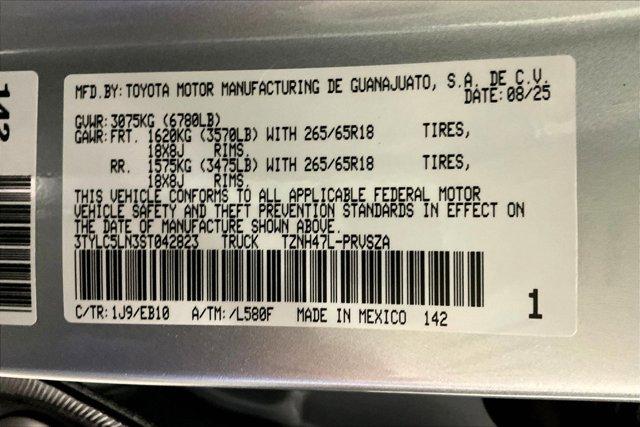 142
MFD.BY: TOYOTA MOTOR MANUFACTURING DE GUANAJUATO, S.A. DE C.V.
DATE: 08/25
GVWR: 3075KG (6780LB)
GAWR: FRT. 1620KG (3570LB) WITH 265/65R18 TIRES,
18X8J RIMS.
RR. 1575KG (3475LB) WITH 265/65R18 TIRES,
18X8J RIMS.
THIS VEHICLE CONFORMS TO ALL APPLICABLE FEDERAL MOTOR
VEHICLE SAFETY AND THEFT PREVENTION STANDARDS IN EFFECT ON
THE DATE OF MANUFACTURE SHOWN ABOVE.
3TYLC5LN3ST042823 TRUCK TZNH47L-PRVSZA
C/TR: 1J9/EB10 A/TM: /L580F MADE IN MEXICO 142
1